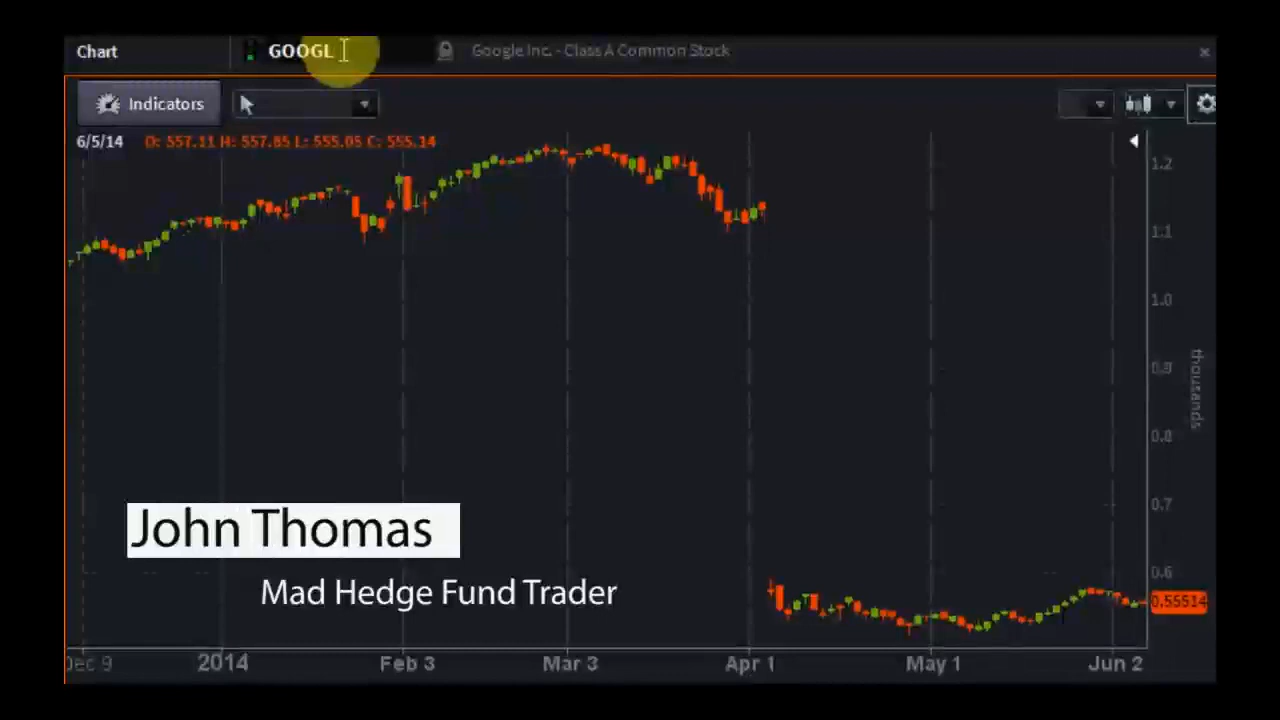 Chart
GOOGL
Google Inc. - Class A Common Stock
Indicators
6/5/14 O: 557.11 H: 557.85 L: 555.05 C: 555.14
1.2
1.1
1.0
0.9
thousands
0.8
0.7
0.6
0.55514
John Thomas
Mad Hedge Fund Trader
Dec 9 2014 Feb 3 Mar 3 Apr 1 May 1 Jun 2